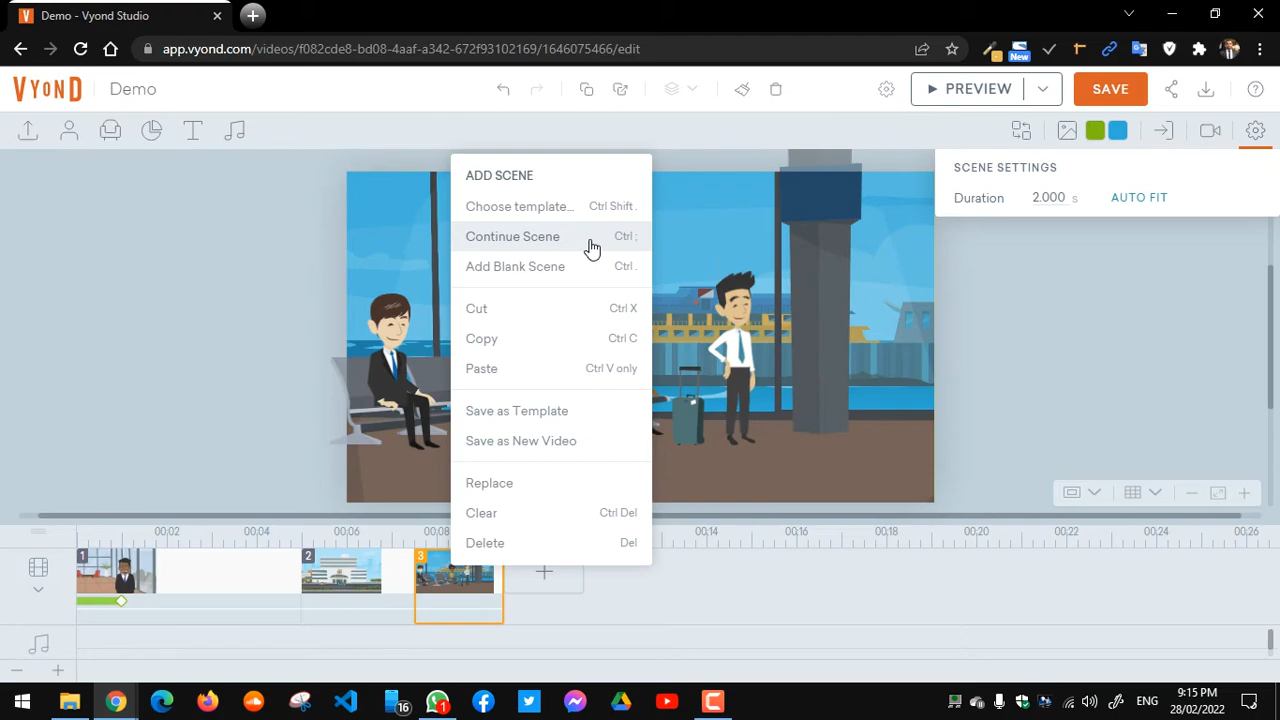 Demo - Vyond Studio
app.vyond.com/videos/f082cde8-bd08-4aaf-a342-672f93102169/1646075466/edit
New
VYOND
Demo
PREVIEW
SAVE
ADD SCENE
Choose template... Ctrl Shift .
Continue Scene Ctrl ;
Add Blank Scene Ctrl .
Cut Ctrl X
Copy Ctrl C
Paste Ctrl V only
Save as Template
Save as New Video
Replace
Clear Ctrl Del
Delete Del
SCENE SETTINGS
Duration 2.000 s AUTO FIT
00:02 00:04 00:06 00:08 00:14 00:16 00:18 00:20 00:22 00:24 00:26
1 2 3
16
1
ENG
9:15 PM
28/02/2022
1